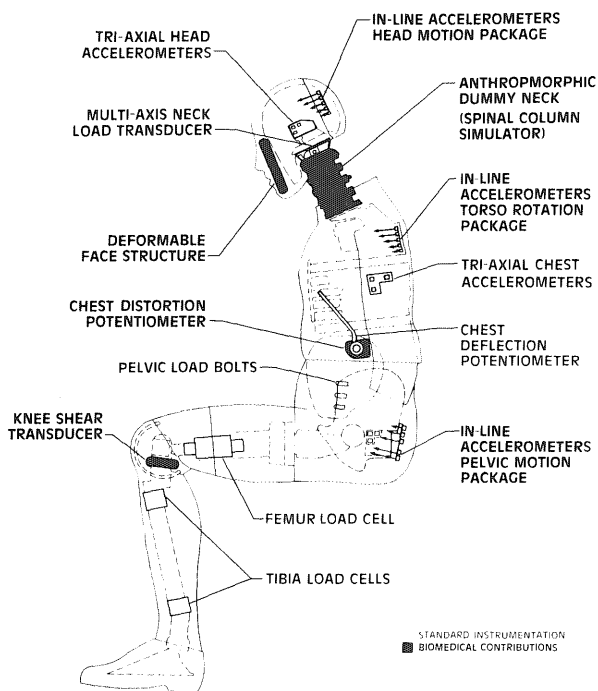 IN-LINE ACCELEROMETERS
HEAD MOTION PACKAGE
TRI-AXIAL HEAD
ACCELEROMETERS
ANTHROPMORPHIC
DUMMY NECK
(SPINAL COLUMN
SIMULATOR)
MULTI-AXIS NECK
LOAD TRANSDUCER
IN-LINE
ACCELEROMETERS
TORSO ROTATION
PACKAGE
DEFORMABLE
FACE STRUCTURE
TRI-AXIAL CHEST
ACCELEROMETERS
CHEST DISTORTION
POTENTIOMETER
CHEST
DEFLECTION
POTENTIOMETER
PELVIC LOAD BOLTS
KNEE SHEAR
TRANSDUCER
IN-LINE
ACCELEROMETERS
PELVIC MOTION
PACKAGE
FEMUR LOAD CELL
TIBIA LOAD CELLS
STANDARD INSTRUMENTATION
BIOMEDICAL CONTRIBUTIONS